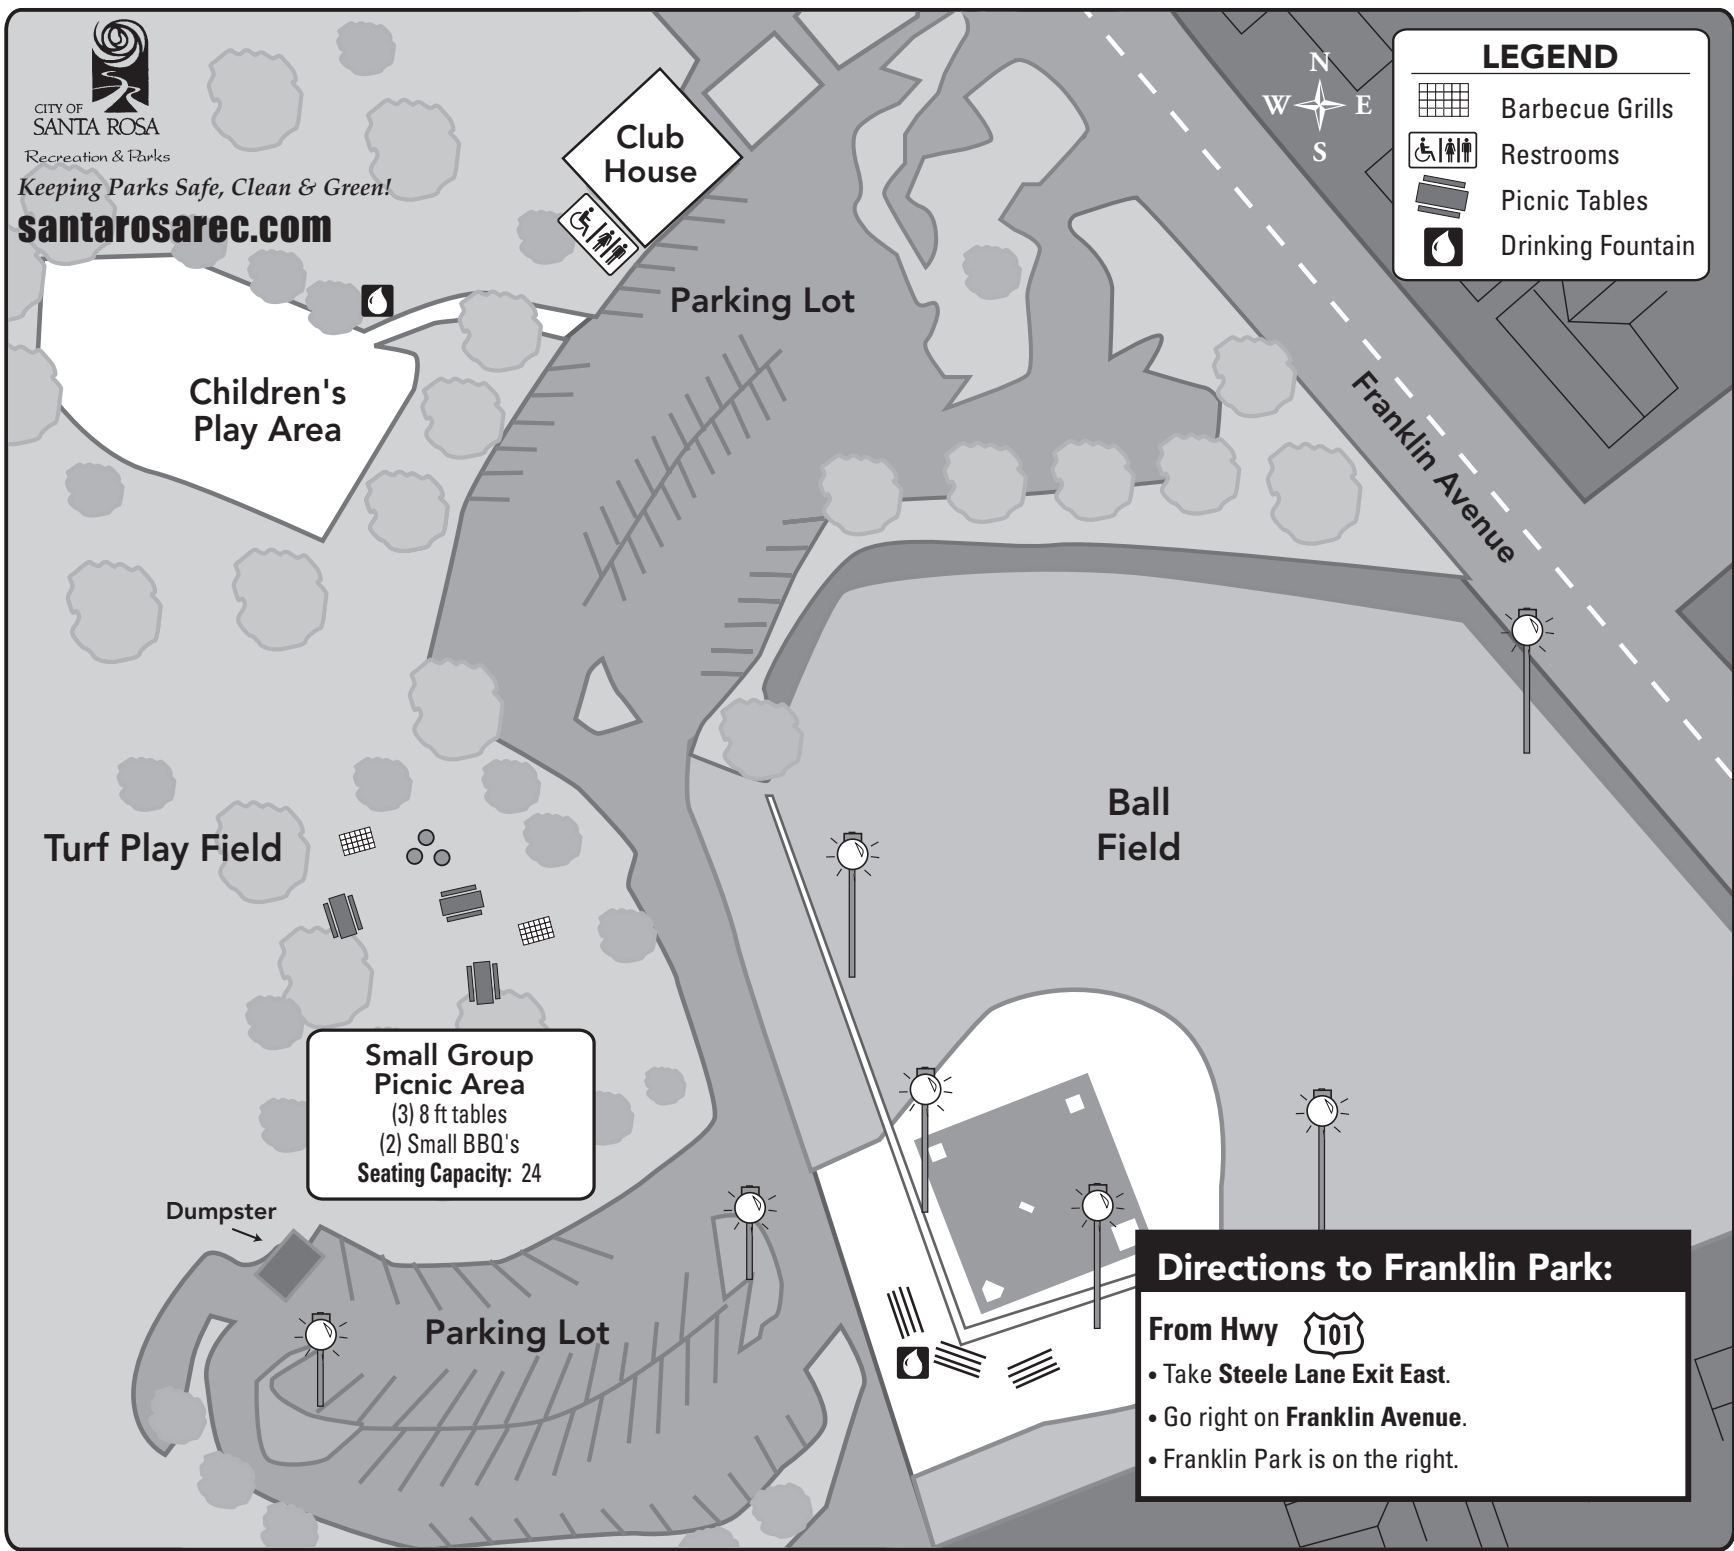 CITY OF
SANTA ROSA
Recreation & Parks
Keeping Parks Safe, Clean & Green!
santarosarec.com
Club
House
N
W E
S
LEGEND
Barbecue Grills
Restrooms
Picnic Tables
Drinking Fountain
Parking Lot
Children's
Play Area
Franklin Avenue
Turf Play Field
Ball
Field
Small Group
Picnic Area
(3) 8 ft tables
(2) Small BBQ's
Seating Capacity: 24
Dumpster
Parking Lot
Directions to Franklin Park:
From Hwy 101
• Take Steele Lane Exit East.
• Go right on Franklin Avenue.
• Franklin Park is on the right.